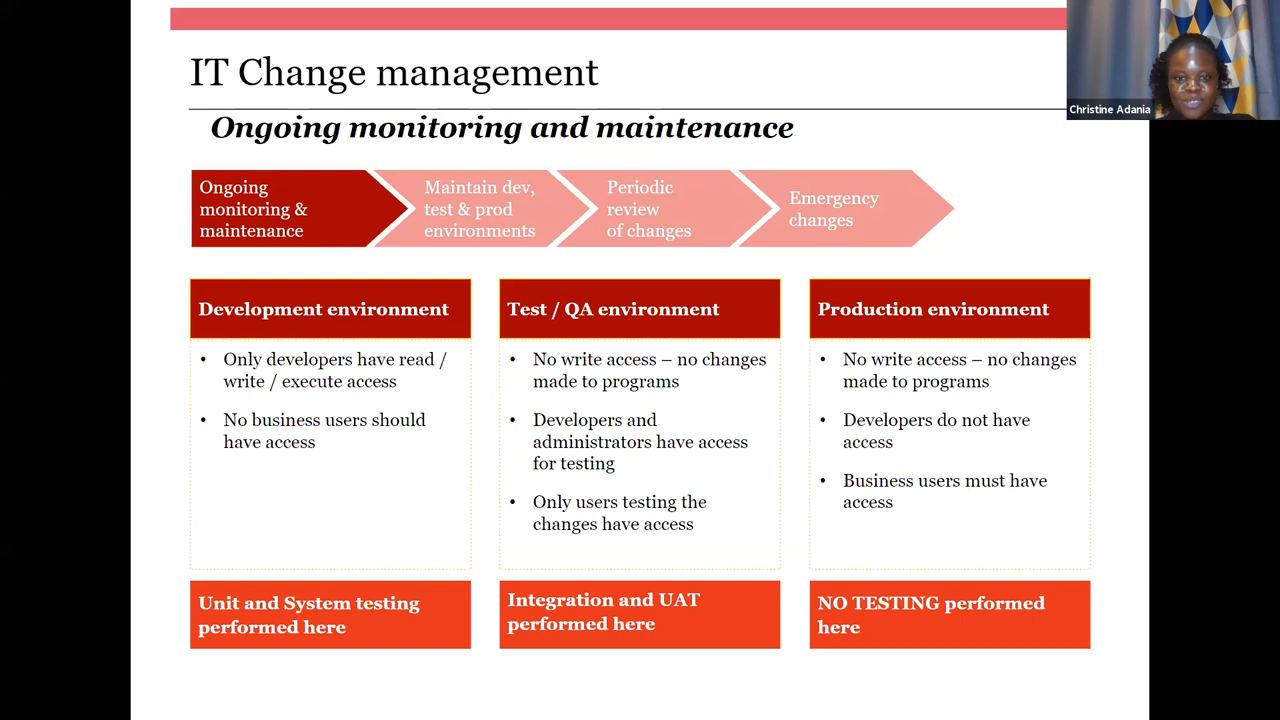 IT Change management
Christine Adania
Ongoing monitoring and maintenance
Ongoing
monitoring &
maintenance
Maintain dev,
test & prod
environments
Periodic
review
of changes
Emergency
changes
Development environment
• Only developers have read /
write / execute access
• No business users should
have access
Unit and System testing
performed here
Test / QA environment
• No write access – no changes
made to programs
• Developers and
administrators have access
for testing
• Only users testing the
changes have access
Integration and UAT
performed here
Production environment
• No write access – no changes
made to programs
• Developers do not have
access
• Business users must have
access
NO TESTING performed
here